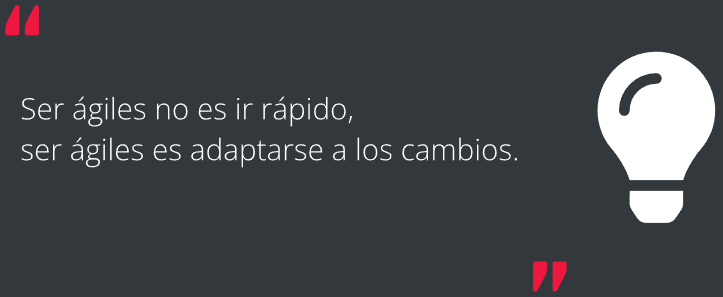 “
Ser ágiles no es ir rápido,
ser ágiles es adaptarse a los cambios.
”